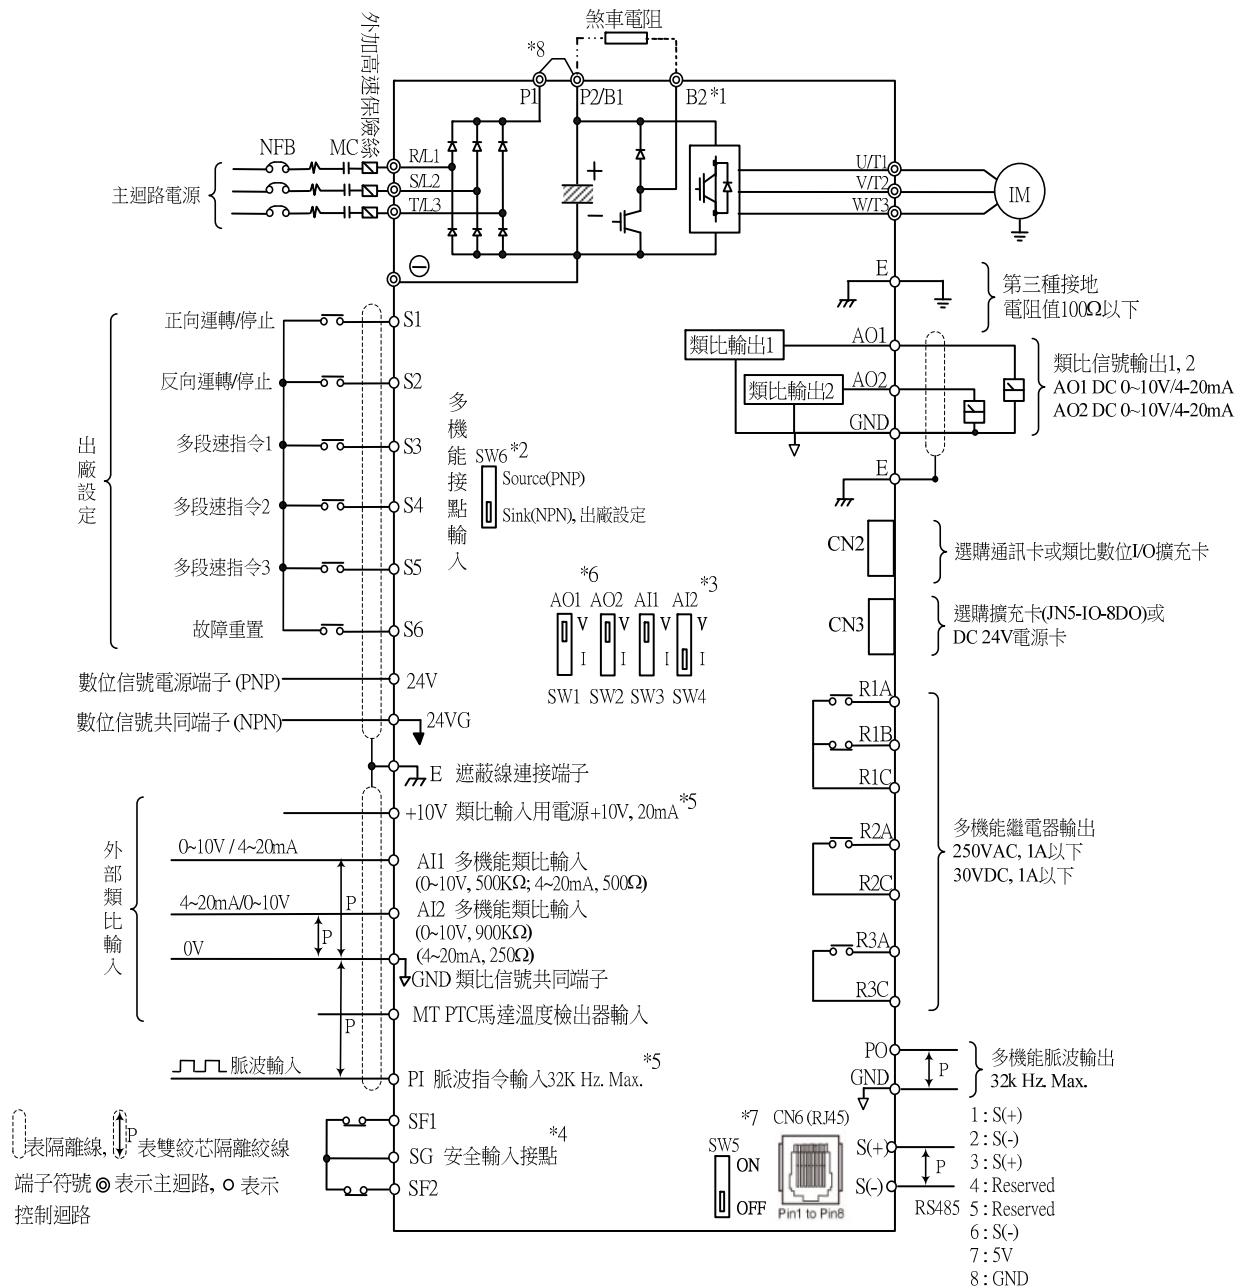 煞車電阻
外加高速保險絲
*8
P1
P2/B1
B2*1
NFB
MC
主迴路電源
R/L1
S/L2
T/L3
+
−
⊖
U/T1
V/T2
W/T3
IM
E
第三種接地
電阻值100Ω以下
出廠設定
正向運轉/停止
S1
反向運轉/停止
S2
多段速指令1
S3
多段速指令2
S4
多段速指令3
S5
故障重置
S6
多機能接點輸入
SW6*2
Source(PNP)
Sink(NPN), 出廠設定
數位信號電源端子(PNP)
24V
數位信號共同端子(NPN)
24VG
E 遮蔽線連接端子
*6
*3
AO1 AO2 AI1 AI2
V V V V
I I I I
SW1 SW2 SW3 SW4
類比輸出1
AO1
類比輸出2
AO2
GND
類比信號輸出1, 2
AO1 DC 0~10V/4-20mA
AO2 DC 0~10V/4-20mA
E
CN2
選購通訊卡或類比數位I/O擴充卡
CN3
選購擴充卡(JN5-IO-8DO)或
DC 24V電源卡
R1A
R1B
R1C
R2A
R2C
R3A
R3C
多機能繼電器輸出
250VAC, 1A以下
30VDC, 1A以下
外部類比輸入
+10V 類比輸入用電源+10V, 20mA*5
0~10V / 4~20mA
AI1 多機能類比輸入
(0~10V, 500KΩ; 4~20mA, 500Ω)
P
4~20mA/0~10V
AI2 多機能類比輸入
(0~10V, 900KΩ)
(4~20mA, 250Ω)
P
0V
GND 類比信號共同端子
MT PTC馬達溫度檢出器輸入
P
脈波輸入
PI 脈波指令輸入32K Hz. Max.*5
PO
GND
P
多機能脈波輸出
32k Hz. Max.
SF1
SG 安全輸入接點*4
SF2
*7
SW5
ON
OFF
CN6 (RJ45)
Pin1 to Pin8
S(+)
S(-)
P
RS485
1 : S(+)
2 : S(-)
3 : S(+)
4 : Reserved
5 : Reserved
6 : S(-)
7 : 5V
8 : GND
表隔離線, P 表雙紋芯隔離絞線
端子符號 ◎ 表示主迴路, ○ 表示
控制迴路